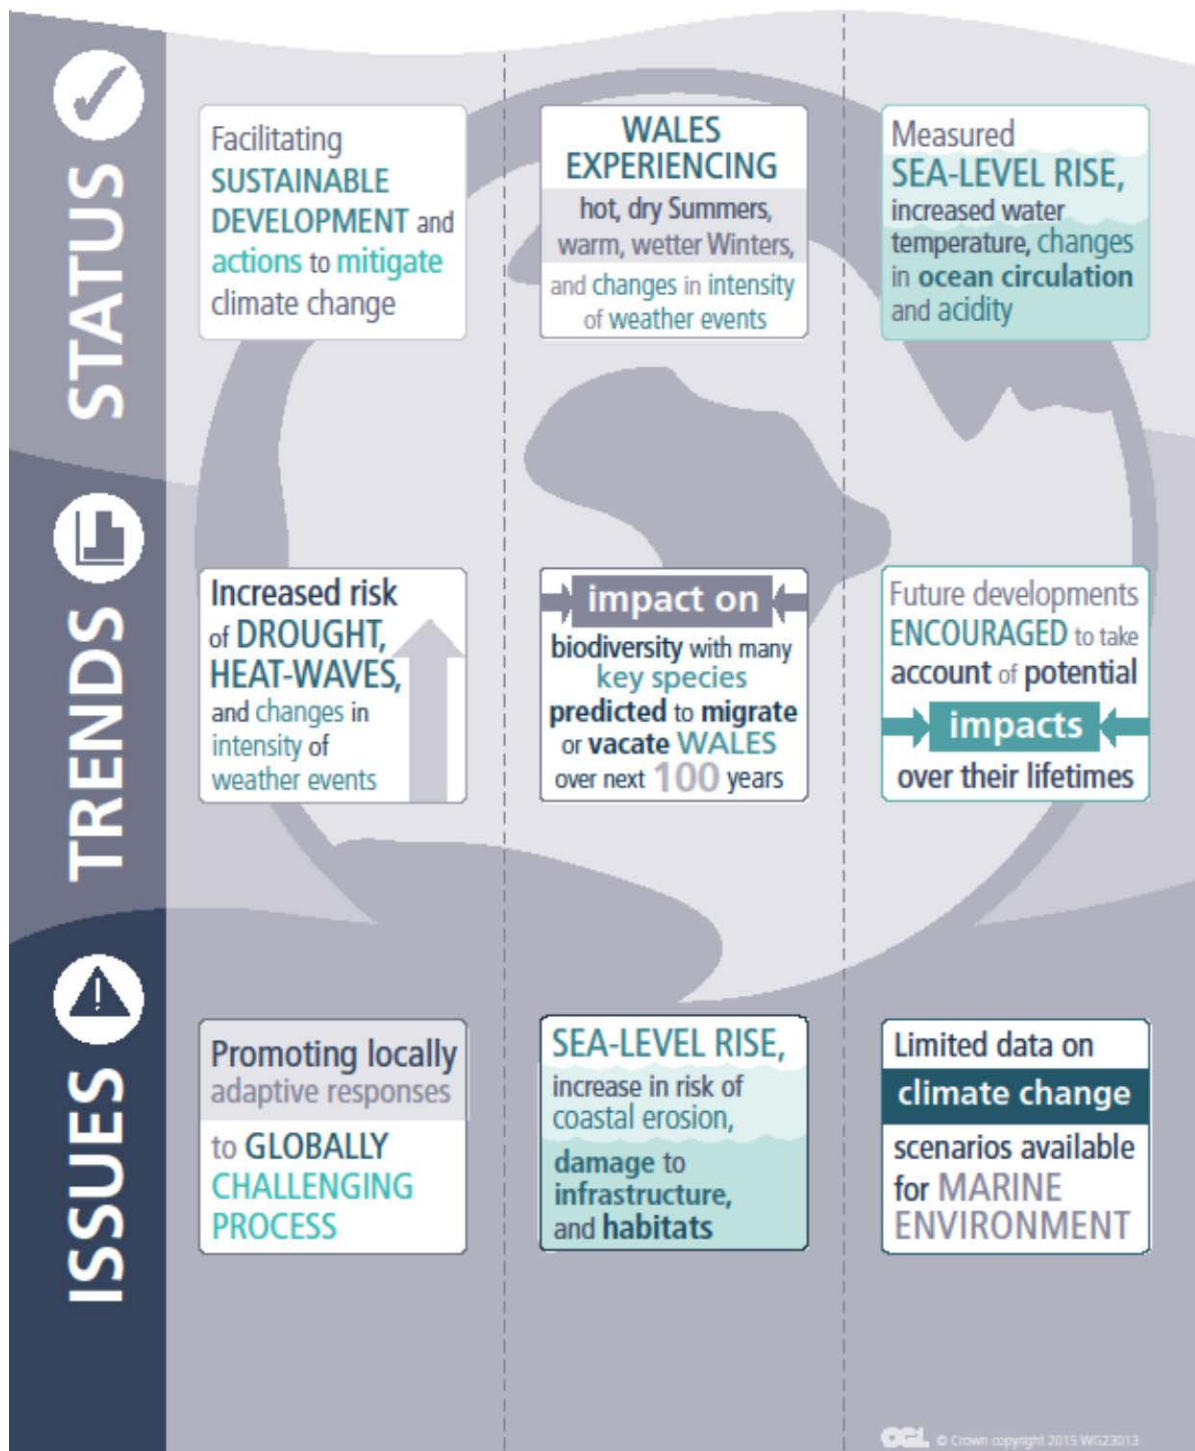 STATUS
Facilitating
SUSTAINABLE
DEVELOPMENT and
actions to mitigate
climate change
WALES
EXPERIENCING
hot, dry Summers,
warm, wetter Winters,
and changes in intensity
of weather events
Measured
SEA-LEVEL RISE,
increased water
temperature, changes
in ocean circulation
and acidity
TRENDS
Increased risk
of DROUGHT,
HEAT-WAVES,
and changes in
intensity of
weather events
impact on
biodiversity with many
key species
predicted to migrate
or vacate WALES
over next 100 years
Future developments
ENCOURAGED to take
account of potential
impacts
over their lifetimes
ISSUES
Promoting locally
adaptive responses
to GLOBALLY
CHALLENGING
PROCESS
SEA-LEVEL RISE,
increase in risk of
coastal erosion,
damage to
infrastructure,
and habitats
Limited data on
climate change
scenarios available
for MARINE
ENVIRONMENT
OGL © Crown copyright 2015 WG23013